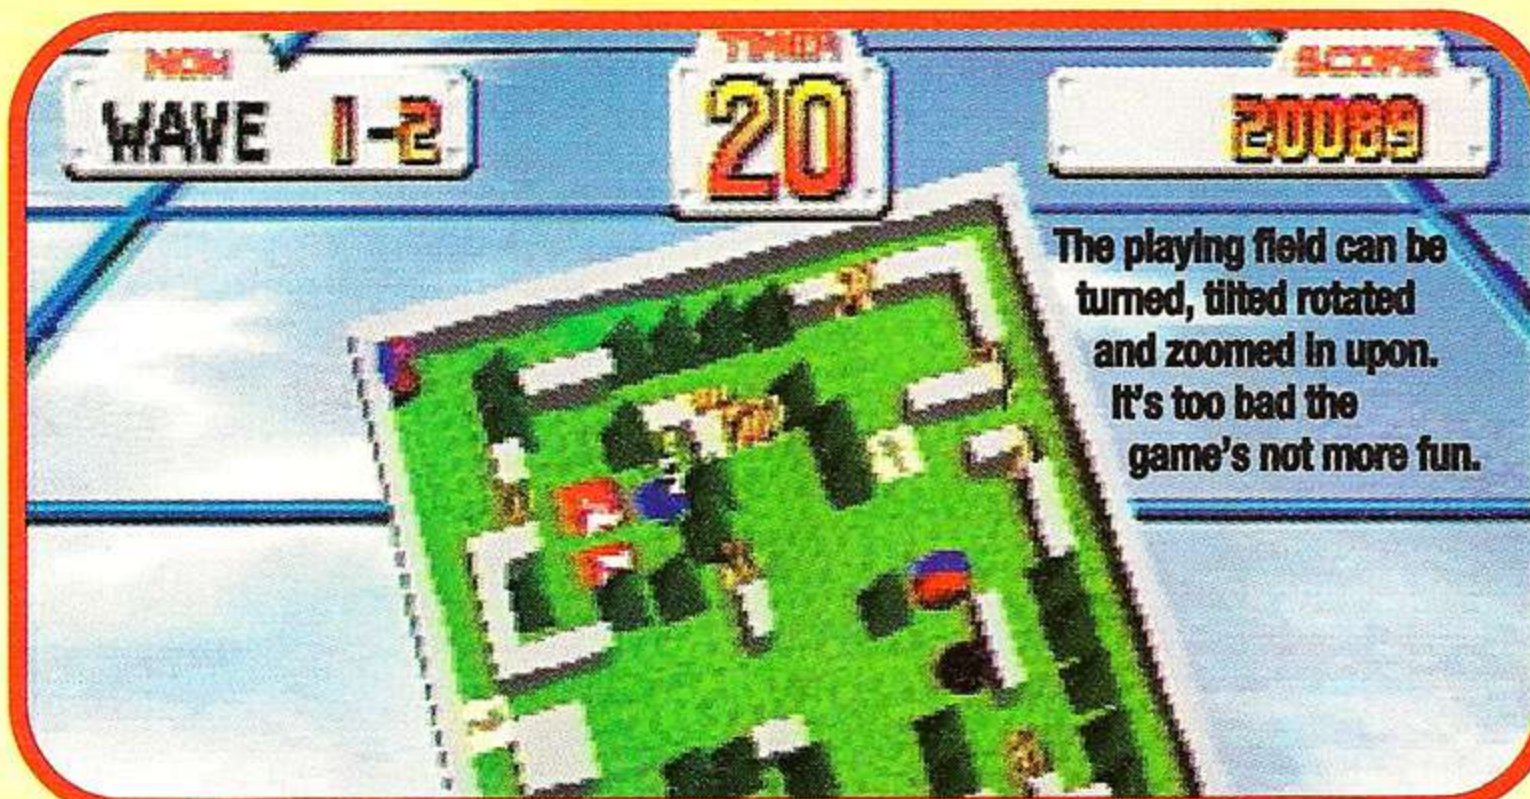 NOW
WAVE 1-2
TIMER
20
SCORE
20089
The playing field can be
turned, tilted rotated
and zoomed in upon.
It's too bad the
game's not more fun.